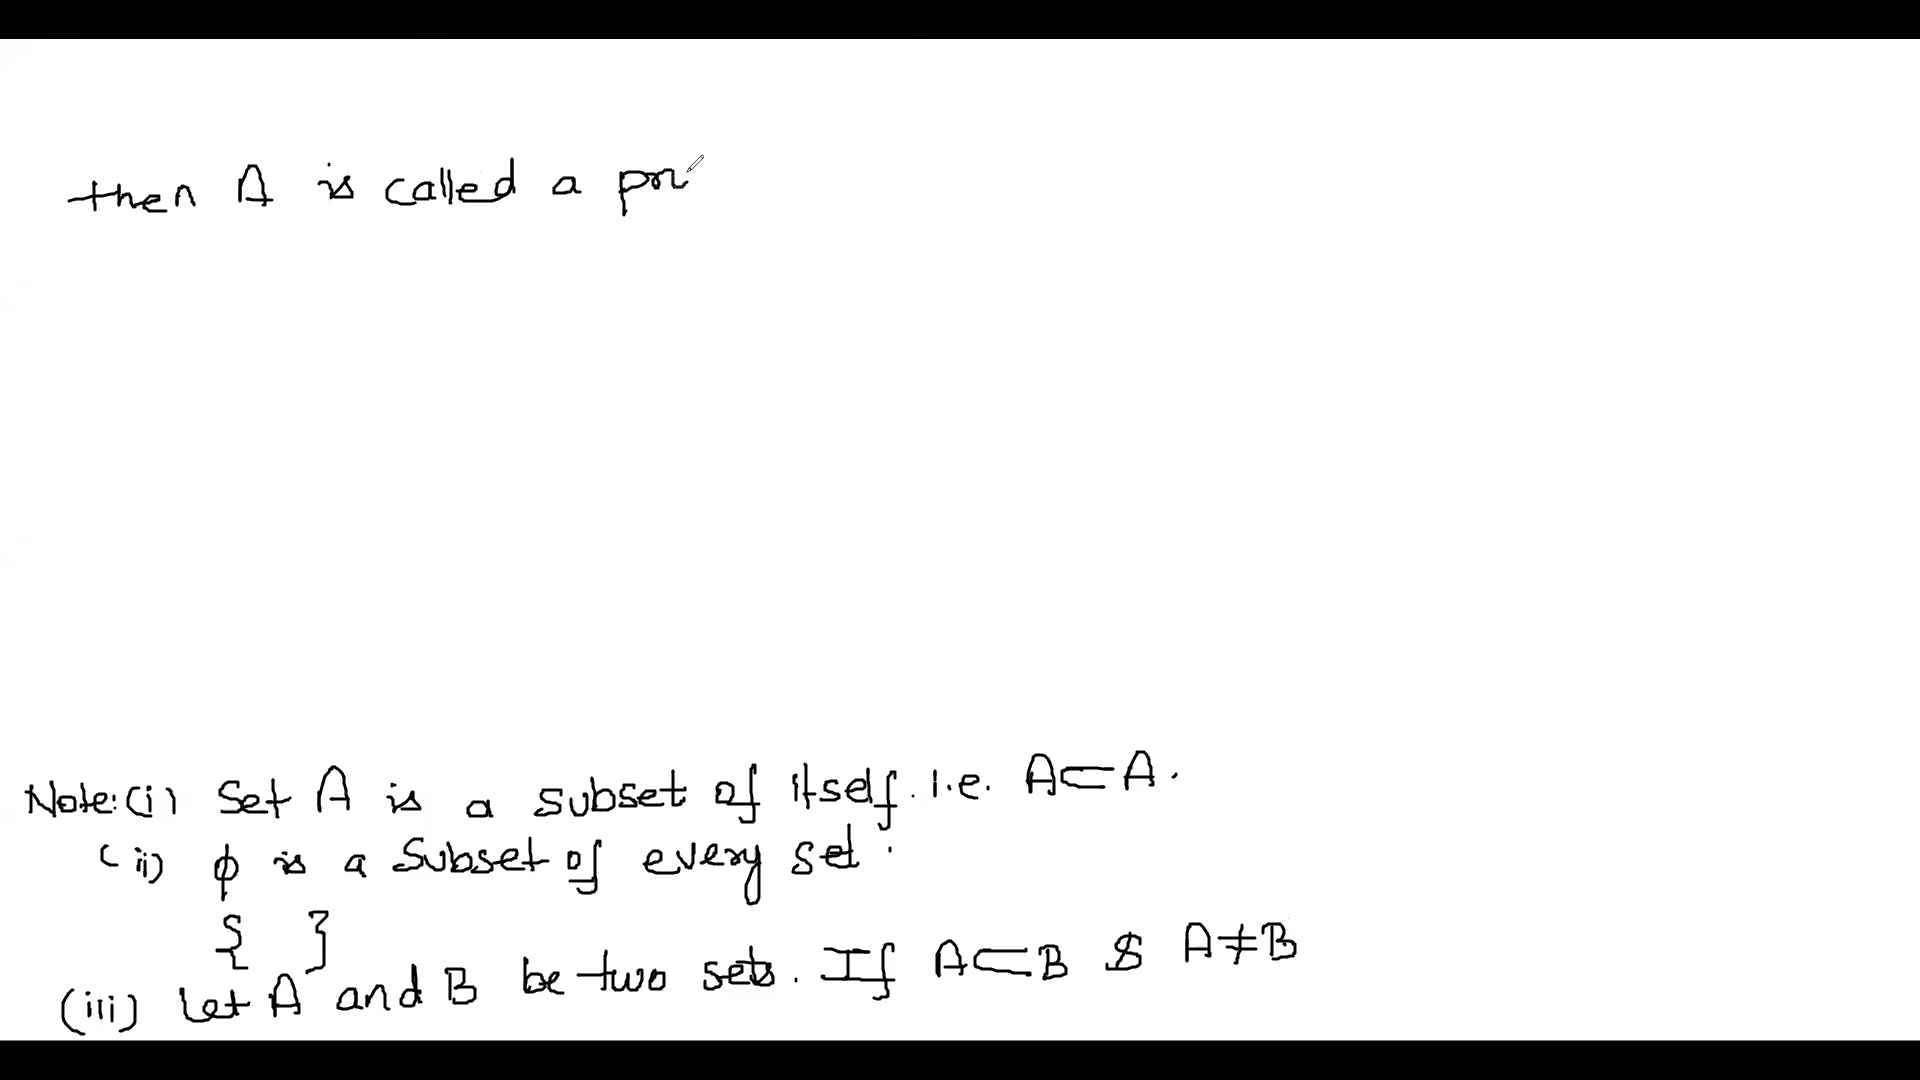 then A is called a pr
Note: (i) Set A is a subset of itself. i.e. A⊂A.
(ii) ϕ is a subset of every set.
{ }
(iii) Let A and B be two sets. If A⊂B & A≠B